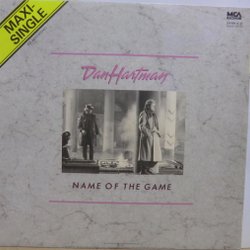 MAXI-
SINGLE
MCA
Dan Hartman
NAME OF THE GAME